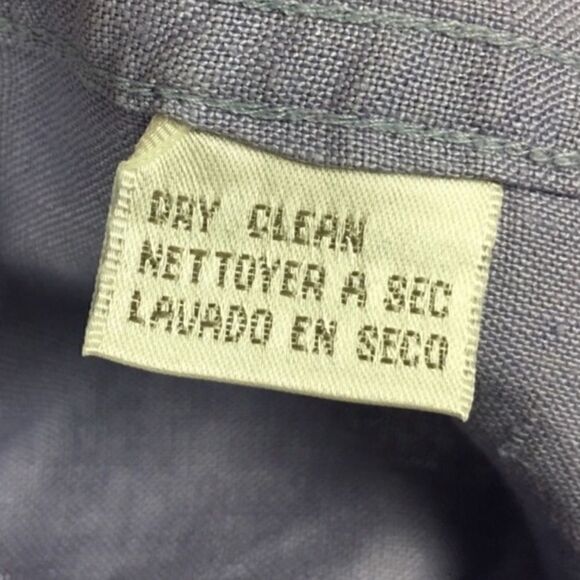 DRY CLEAN
NETTOYER A SEC
LAVADO EN SECO